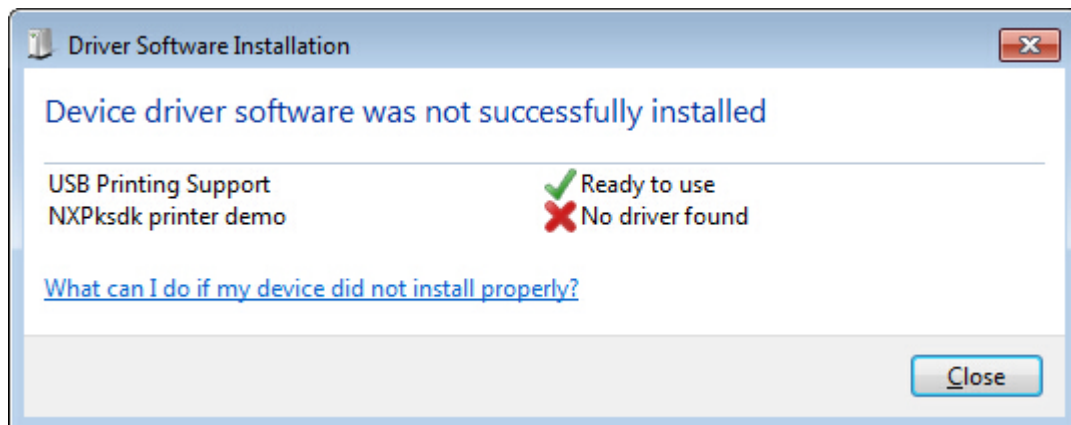 Driver Software Installation
Device driver software was not successfully installed
USB Printing Support Ready to use
NXPksdk printer demo No driver found
What can I do if my device did not install properly?
Close